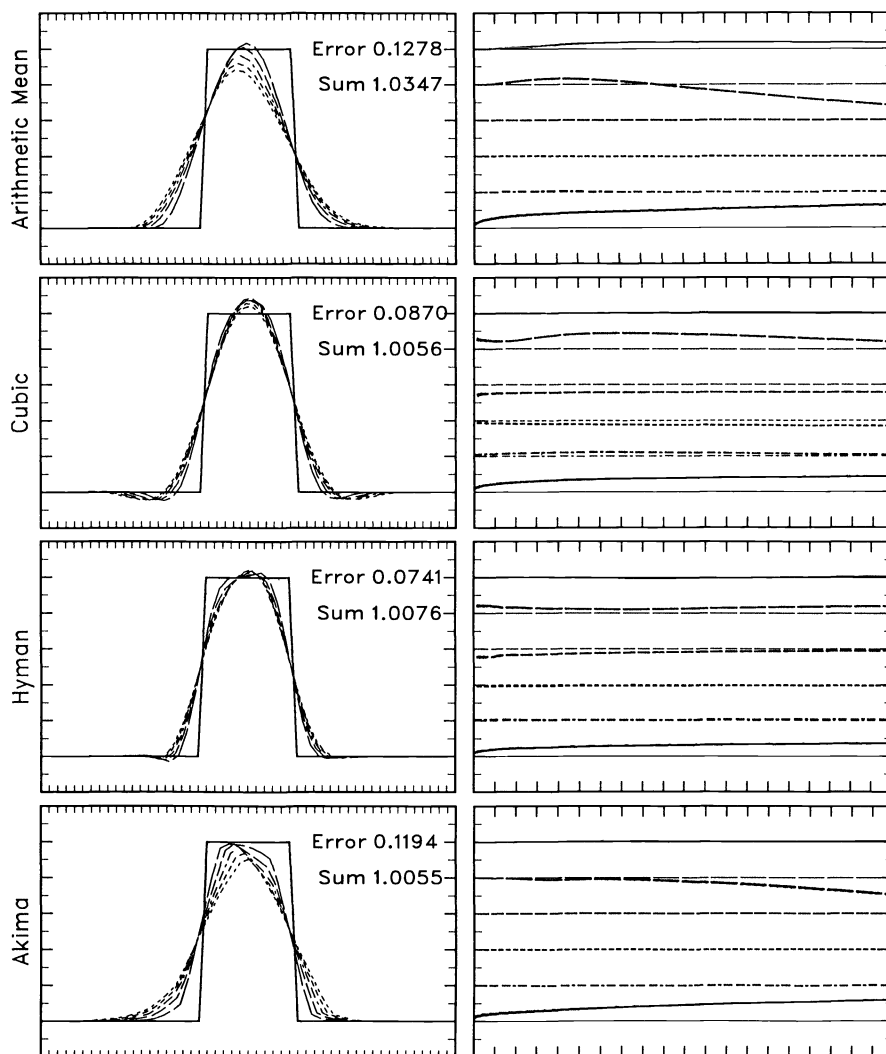 Arithmetic Mean
Error 0.1278
Sum 1.0347
Cubic
Error 0.0870
Sum 1.0056
Hyman
Error 0.0741
Sum 1.0076
Akima
Error 0.1194
Sum 1.0055